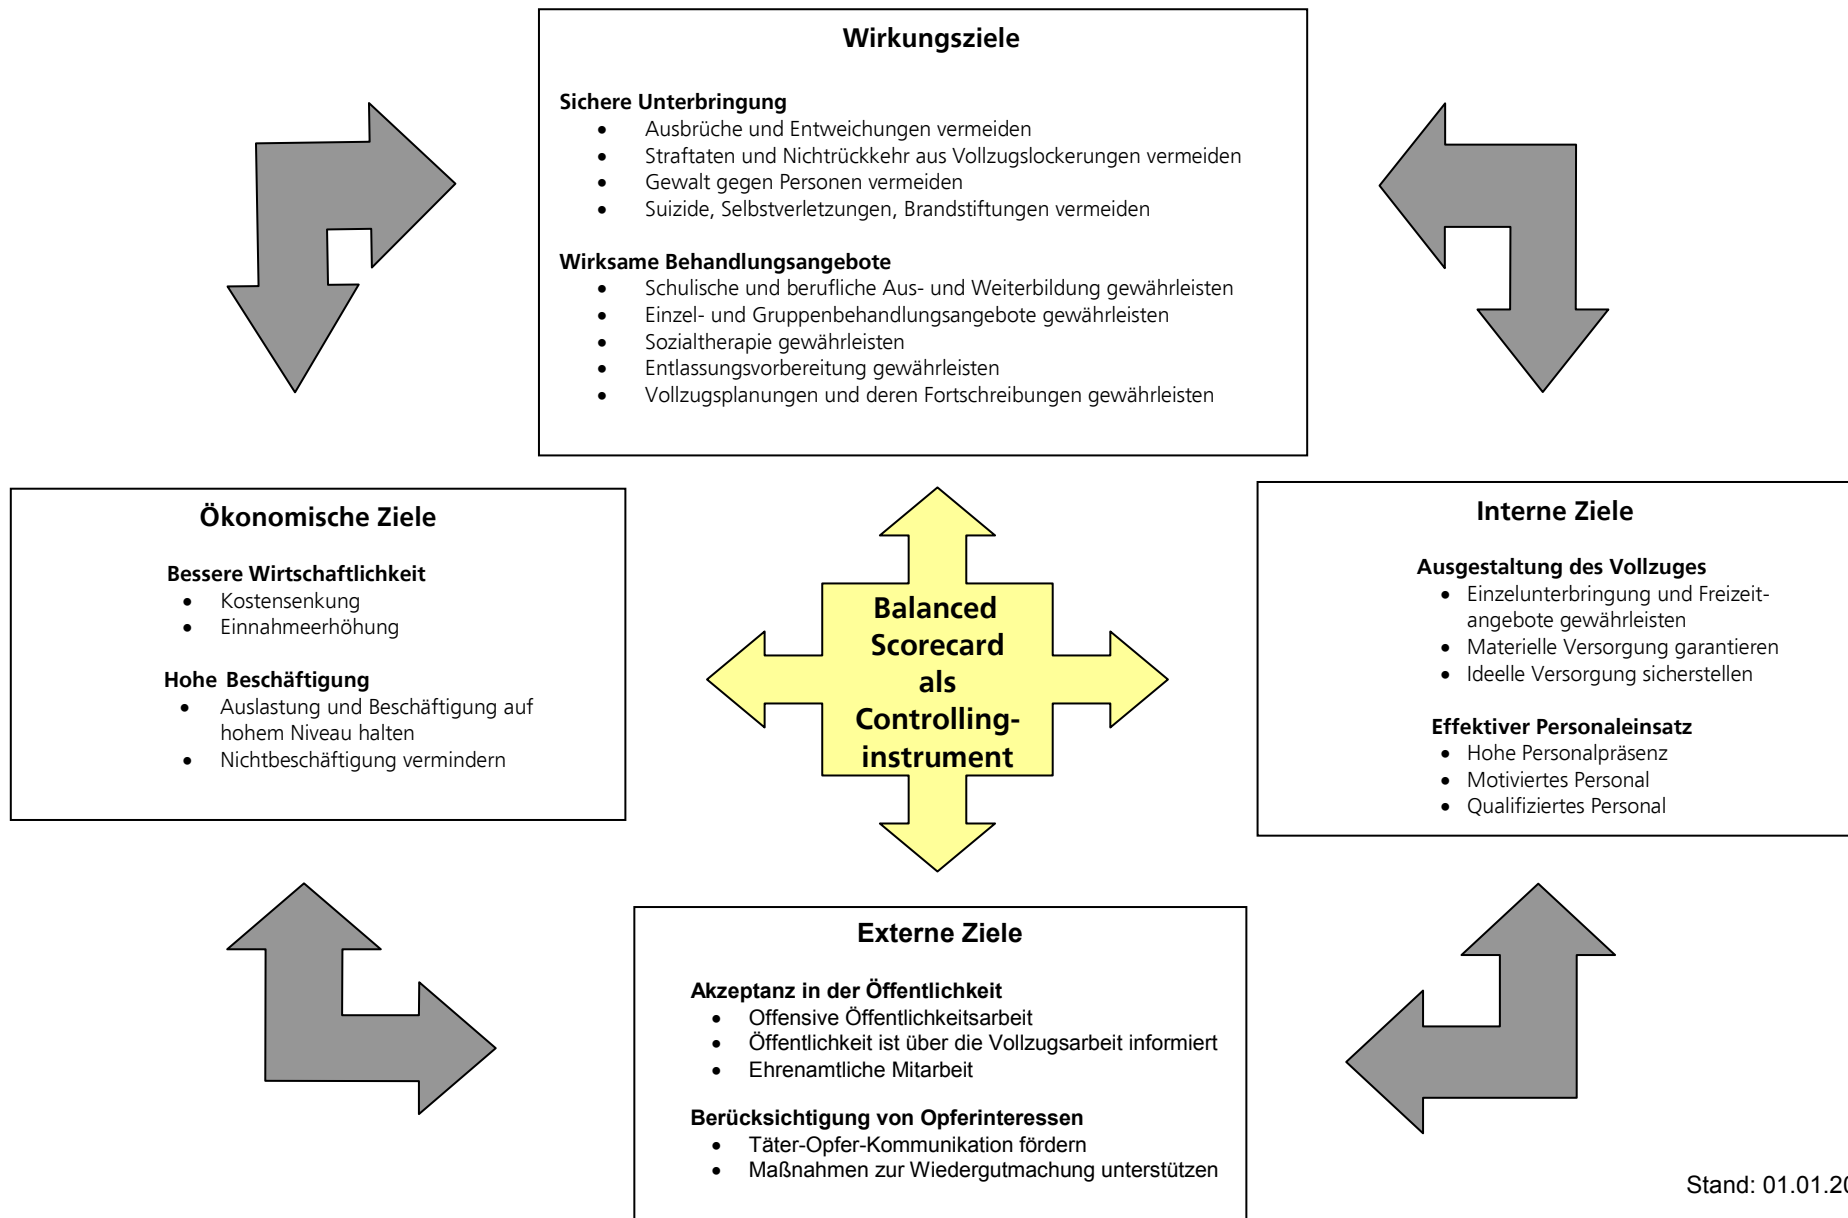 Wirkungsziele
Sichere Unterbringung
• Ausbrüche und Entweichungen vermeiden
• Straftaten und Nichtrückkehr aus Vollzugslockerungen vermeiden
• Gewalt gegen Personen vermeiden
• Suizide, Selbstverletzungen, Brandstiftungen vermeiden
Wirksame Behandlungsangebote
• Schulische und berufliche Aus- und Weiterbildung gewährleisten
• Einzel- und Gruppenbehandlungsangebote gewährleisten
• Sozialtherapie gewährleisten
• Entlassungsvorbereitung gewährleisten
• Vollzugsplanungen und deren Fortschreibungen gewährleisten
Ökonomische Ziele
Bessere Wirtschaftlichkeit
• Kostensenkung
• Einnahmeerhöhung
Hohe Beschäftigung
• Auslastung und Beschäftigung auf
hohem Niveau halten
• Nichtbeschäftigung vermindern
Balanced
Scorecard
als
Controlling-
instrument
Interne Ziele
Ausgestaltung des Vollzuges
• Einzelunterbringung und Freizeit-
angebote gewährleisten
• Materielle Versorgung garantieren
• Ideelle Versorgung sicherstellen
Effektiver Personaleinsatz
• Hohe Personalpräsenz
• Motiviertes Personal
• Qualifiziertes Personal
Externe Ziele
Akzeptanz in der Öffentlichkeit
• Offensive Öffentlichkeitsarbeit
• Öffentlichkeit ist über die Vollzugsarbeit informiert
• Ehrenamtliche Mitarbeit
Berücksichtigung von Opferinteressen
• Täter-Opfer-Kommunikation fördern
• Maßnahmen zur Wiedergutmachung unterstützen
Stand: 01.01.20